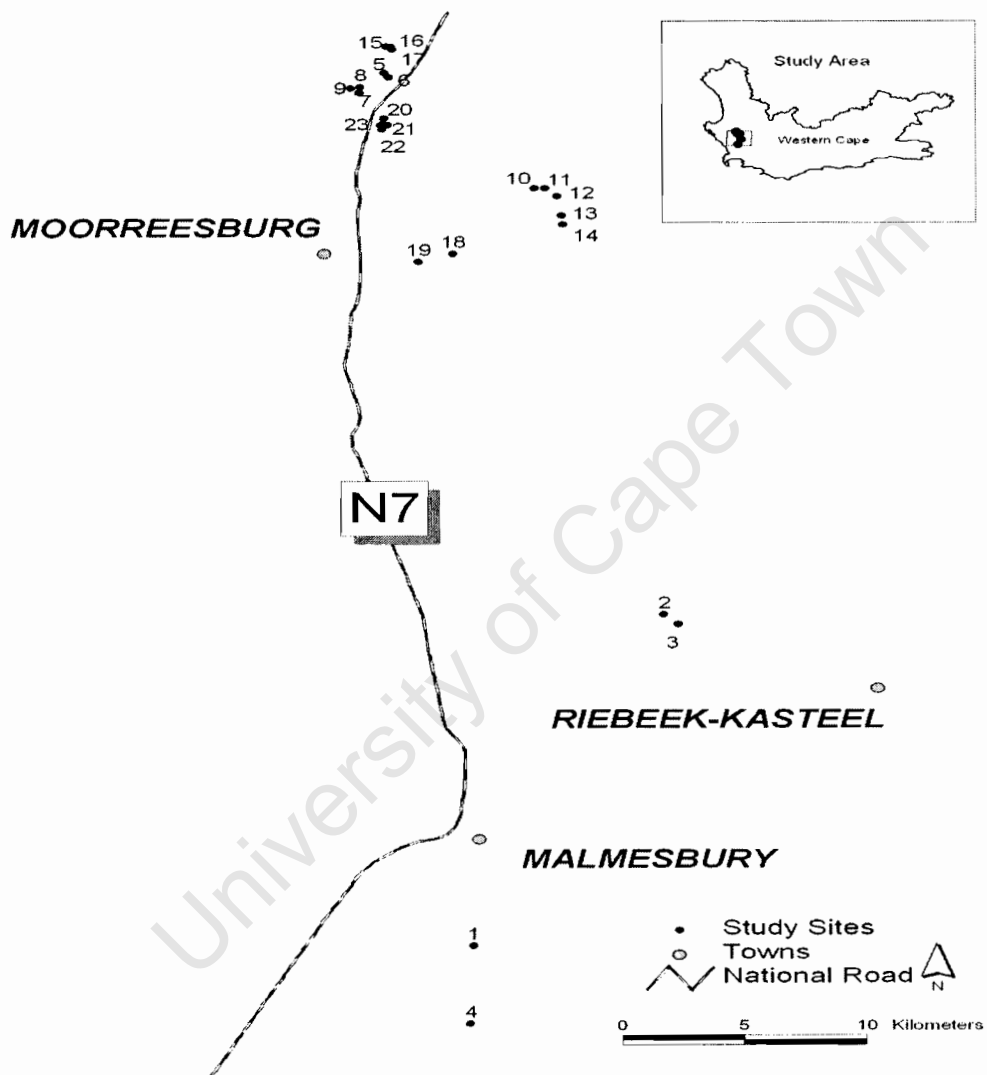 15 16
17
5
6
8
9
7
20
23 21
22
Study Area
Western Cape
10 11
12
13
14
MOORREESBURG
19 18
N7
2
3
RIEBEEK-KASTEEL
MALMESBURY
1
4
Study Sites
Towns
National Road
N
0 5 10 Kilometers
University of Cape Town